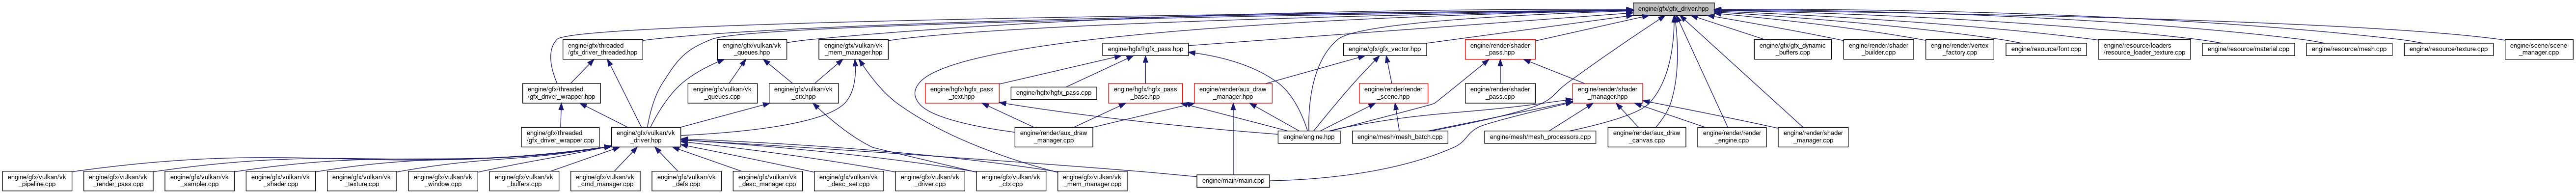 engine/gfx/gfx_driver.hpp
engine/gfx/threaded
/gfx_driver_threaded.hpp
engine/gfx/vulkan/vk
_queues.hpp
engine/gfx/vulkan/vk
_mem_manager.hpp
engine/hgfx/hgfx_pass.hpp
engine/gfx/gfx_vector.hpp
engine/render/shader
_pass.hpp
engine/gfx/gfx_dynamic
_buffers.cpp
engine/render/shader
_builder.cpp
engine/render/vertex
_factory.cpp
engine/resource/font.cpp
engine/resource/loaders
/resource_loader_texture.cpp
engine/resource/material.cpp
engine/resource/mesh.cpp
engine/resource/texture.cpp
engine/scene/scene
_manager.cpp
engine/gfx/threaded
/gfx_driver_wrapper.hpp
engine/gfx/vulkan/vk
_queues.cpp
engine/gfx/vulkan/vk
_ctx.hpp
engine/hgfx/hgfx_pass
_text.hpp
engine/hgfx/hgfx_pass.cpp
engine/hgfx/hgfx_pass
_base.hpp
engine/render/aux_draw
_manager.hpp
engine/render/render
_scene.hpp
engine/render/shader
_pass.cpp
engine/render/shader
_manager.hpp
engine/gfx/threaded
/gfx_driver_wrapper.cpp
engine/gfx/vulkan/vk
_driver.hpp
engine/render/aux_draw
_manager.cpp
engine/engine.hpp
engine/mesh/mesh_batch.cpp
engine/mesh/mesh_processors.cpp
engine/render/aux_draw
_canvas.cpp
engine/render/render
_engine.cpp
engine/render/shader
_manager.cpp
engine/gfx/vulkan/vk
_pipeline.cpp
engine/gfx/vulkan/vk
_render_pass.cpp
engine/gfx/vulkan/vk
_sampler.cpp
engine/gfx/vulkan/vk
_shader.cpp
engine/gfx/vulkan/vk
_texture.cpp
engine/gfx/vulkan/vk
_window.cpp
engine/gfx/vulkan/vk
_buffers.cpp
engine/gfx/vulkan/vk
_cmd_manager.cpp
engine/gfx/vulkan/vk
_defs.cpp
engine/gfx/vulkan/vk
_desc_manager.cpp
engine/gfx/vulkan/vk
_desc_set.cpp
engine/gfx/vulkan/vk
_driver.cpp
engine/gfx/vulkan/vk
_ctx.cpp
engine/gfx/vulkan/vk
_mem_manager.cpp
engine/main/main.cpp